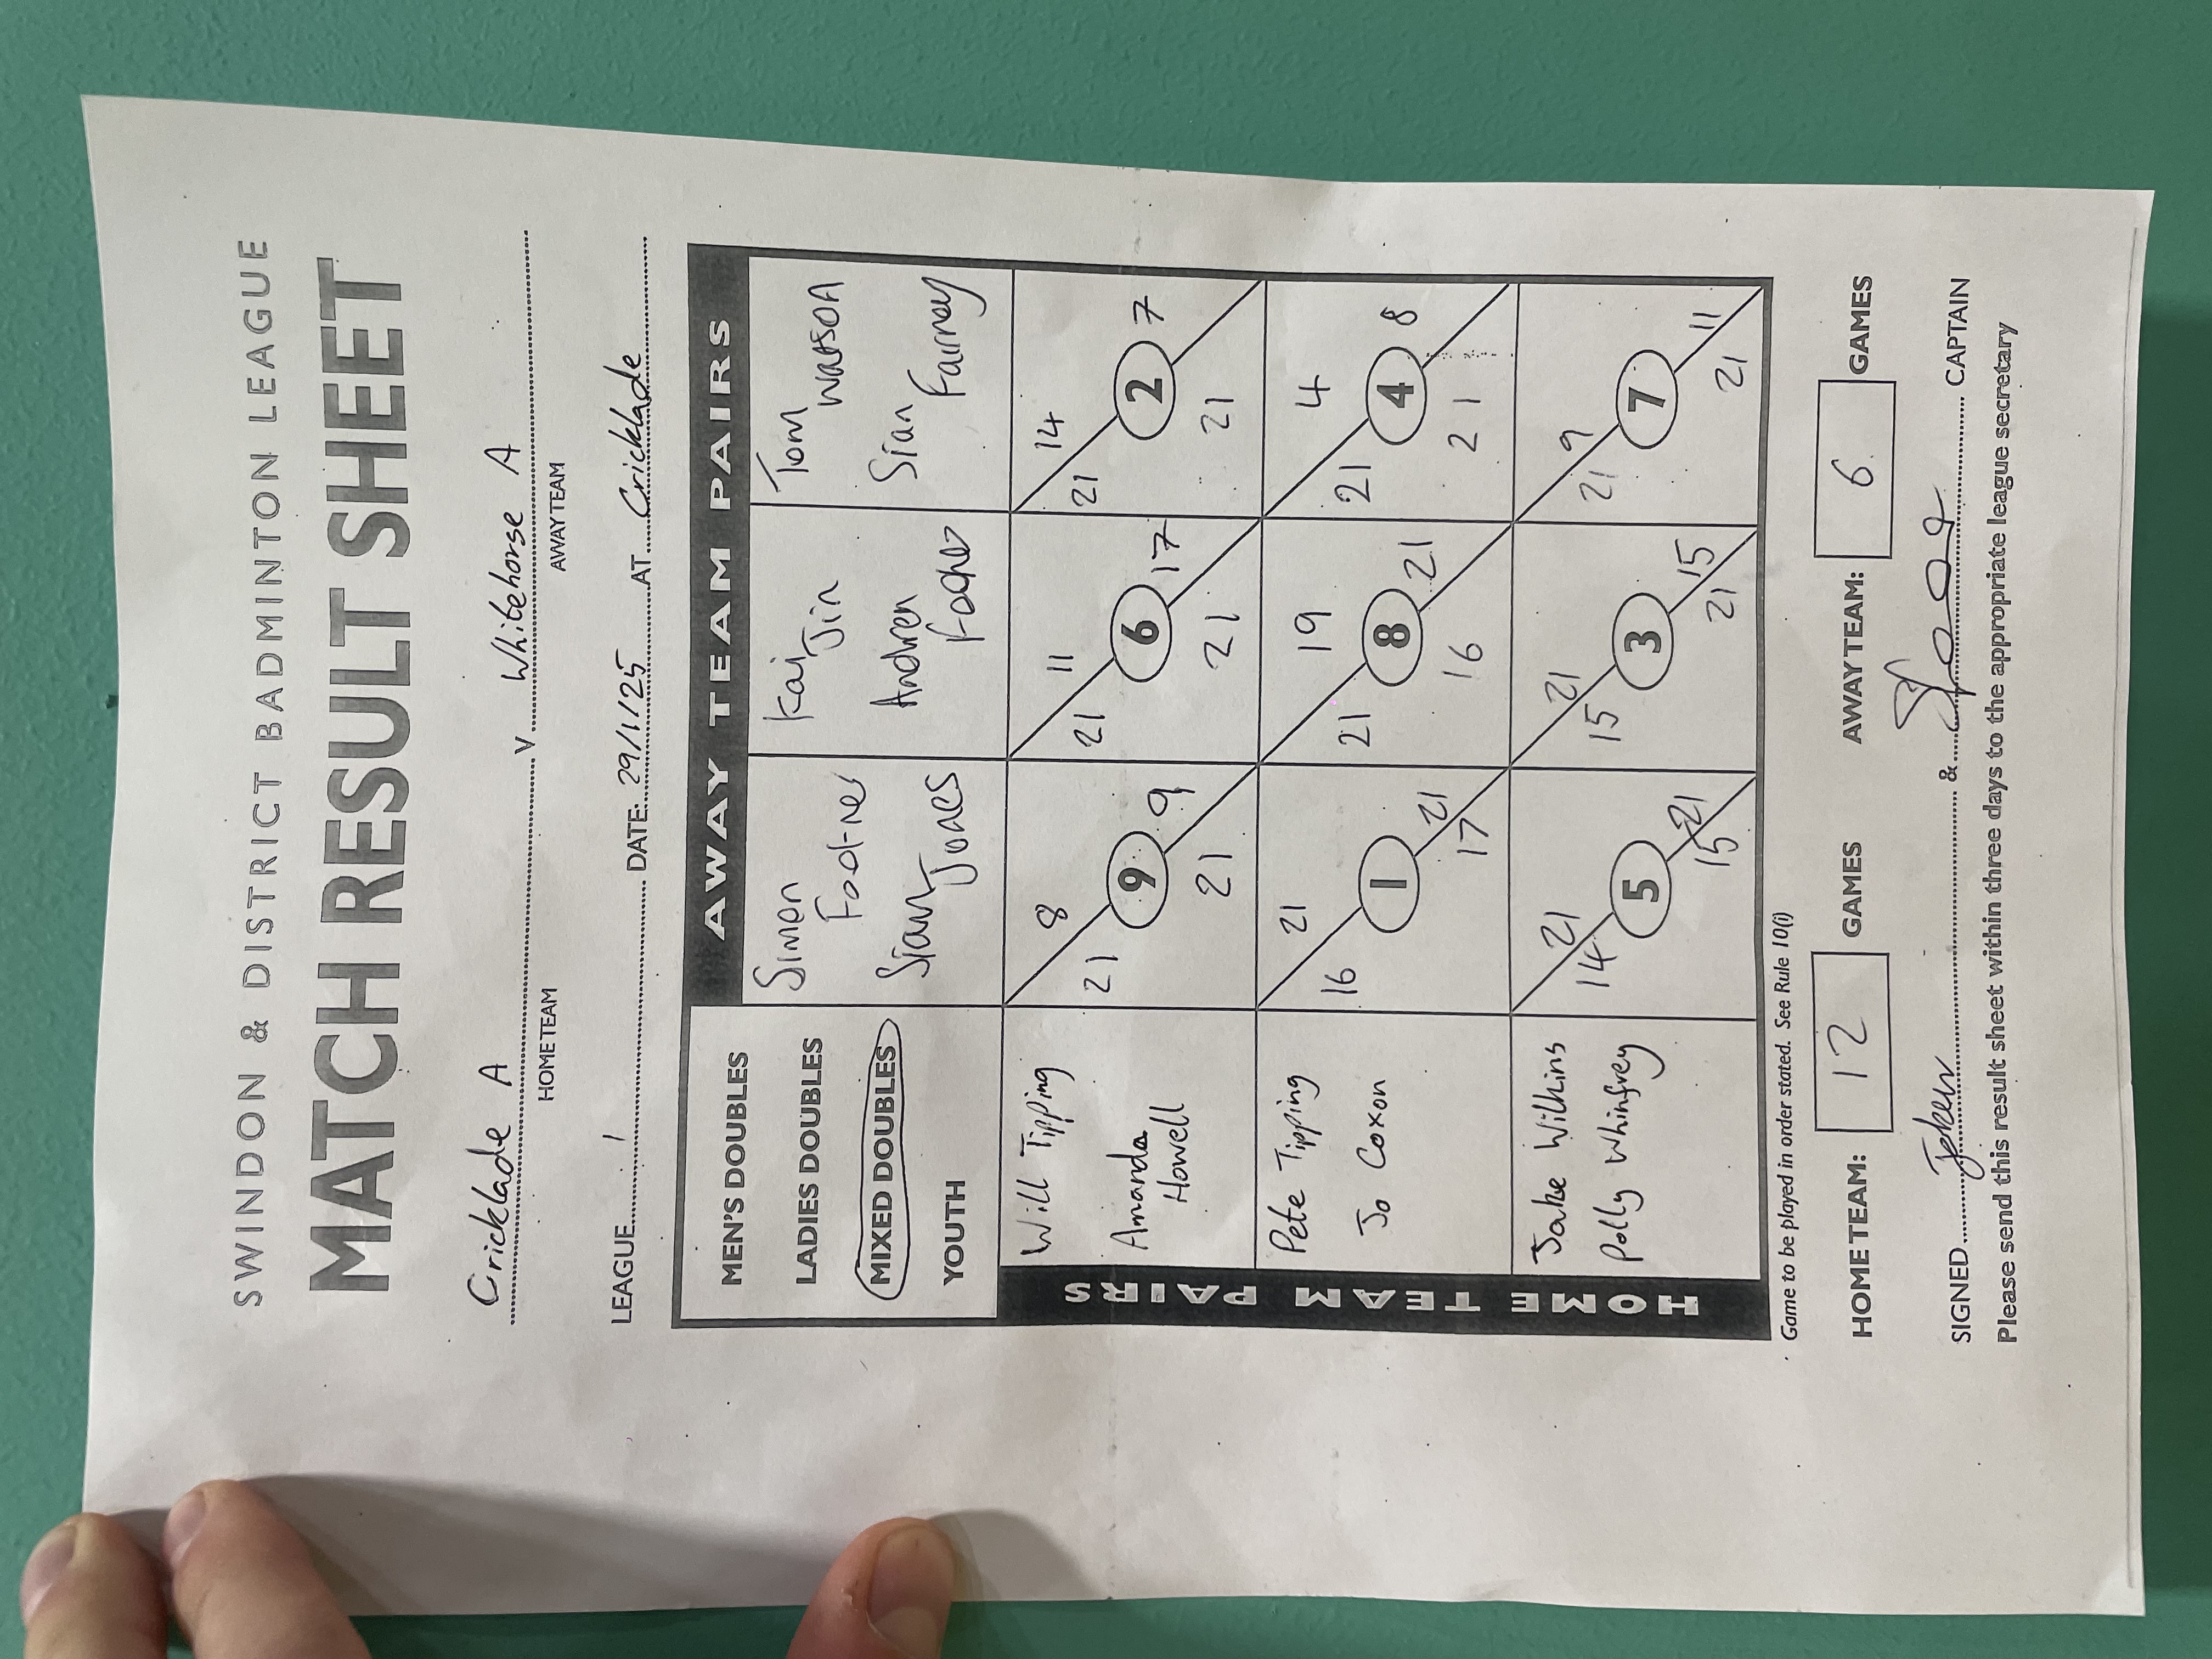 SWINDON & DISTRICT BADMINTON LEAGUE
MATCH RESULT SHEET
Cricklade A v Whitehorse A
HOME TEAM AWAY TEAM
LEAGUE 1 DATE 29/1/25 AT Cricklade
AWAY TEAM PAIRS
MEN'S DOUBLES
LADIES DOUBLES
MIXED DOUBLES
YOUTH
Simon
Footner
Sian
Jones
Kai
Jin
Andrea
Tom
Watson
Sian
Fairney
HOME TEAM PAIRS
Will Tipping
Amanda
Howell
21 8
9
21 9
21 11
6
21 17
21 14
2
21 7
Pete Tipping
Jo Coxon
16 21
1
17 21
21 19
8
16 21
21 4
4
21 8
Jake Wilkins
Polly Whinfrey
14 21
5
15 21
15 21
3
21 15
21 9
7
21 11
Game to be played in order stated. See Rule 10(i)
HOME TEAM: 12 GAMES AWAY TEAM: 6 GAMES
SIGNED & CAPTAIN
Please send this result sheet within three days to the appropriate league secretary